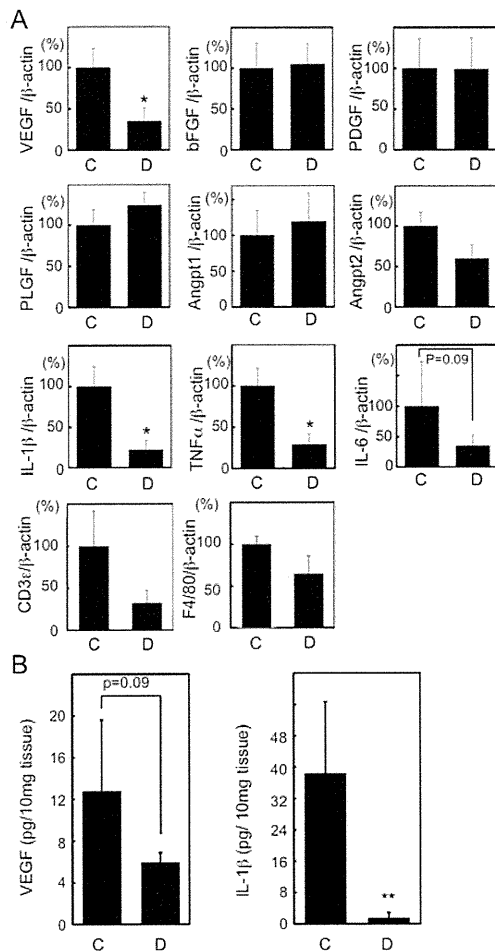 A
(%)
100
50
0
VEGF /β-actin
*
C D
(%)
100
50
0
bFGF /β-actin
C D
(%)
100
50
0
PDGF /β-actin
C D
(%)
100
50
0
PLGF /β-actin
C D
(%)
100
50
0
Angpt1 /β-actin
C D
(%)
100
50
0
Angpt2 /β-actin
C D
(%)
100
50
0
IL-1β /β-actin
*
C D
(%)
100
50
0
TNFα /β-actin
*
C D
(%)
100
50
0
IL-6 /β-actin
P=0.09
C D
(%)
100
50
0
CD3ε/β-actin
C D
(%)
100
50
0
F4/80/β-actin
C D
B
20
16
12
8
4
0
VEGF (pg/10mg tissue)
p=0.09
C D
48
40
32
24
16
8
0
IL-1β (pg/ 10mg tissue)
**
C D